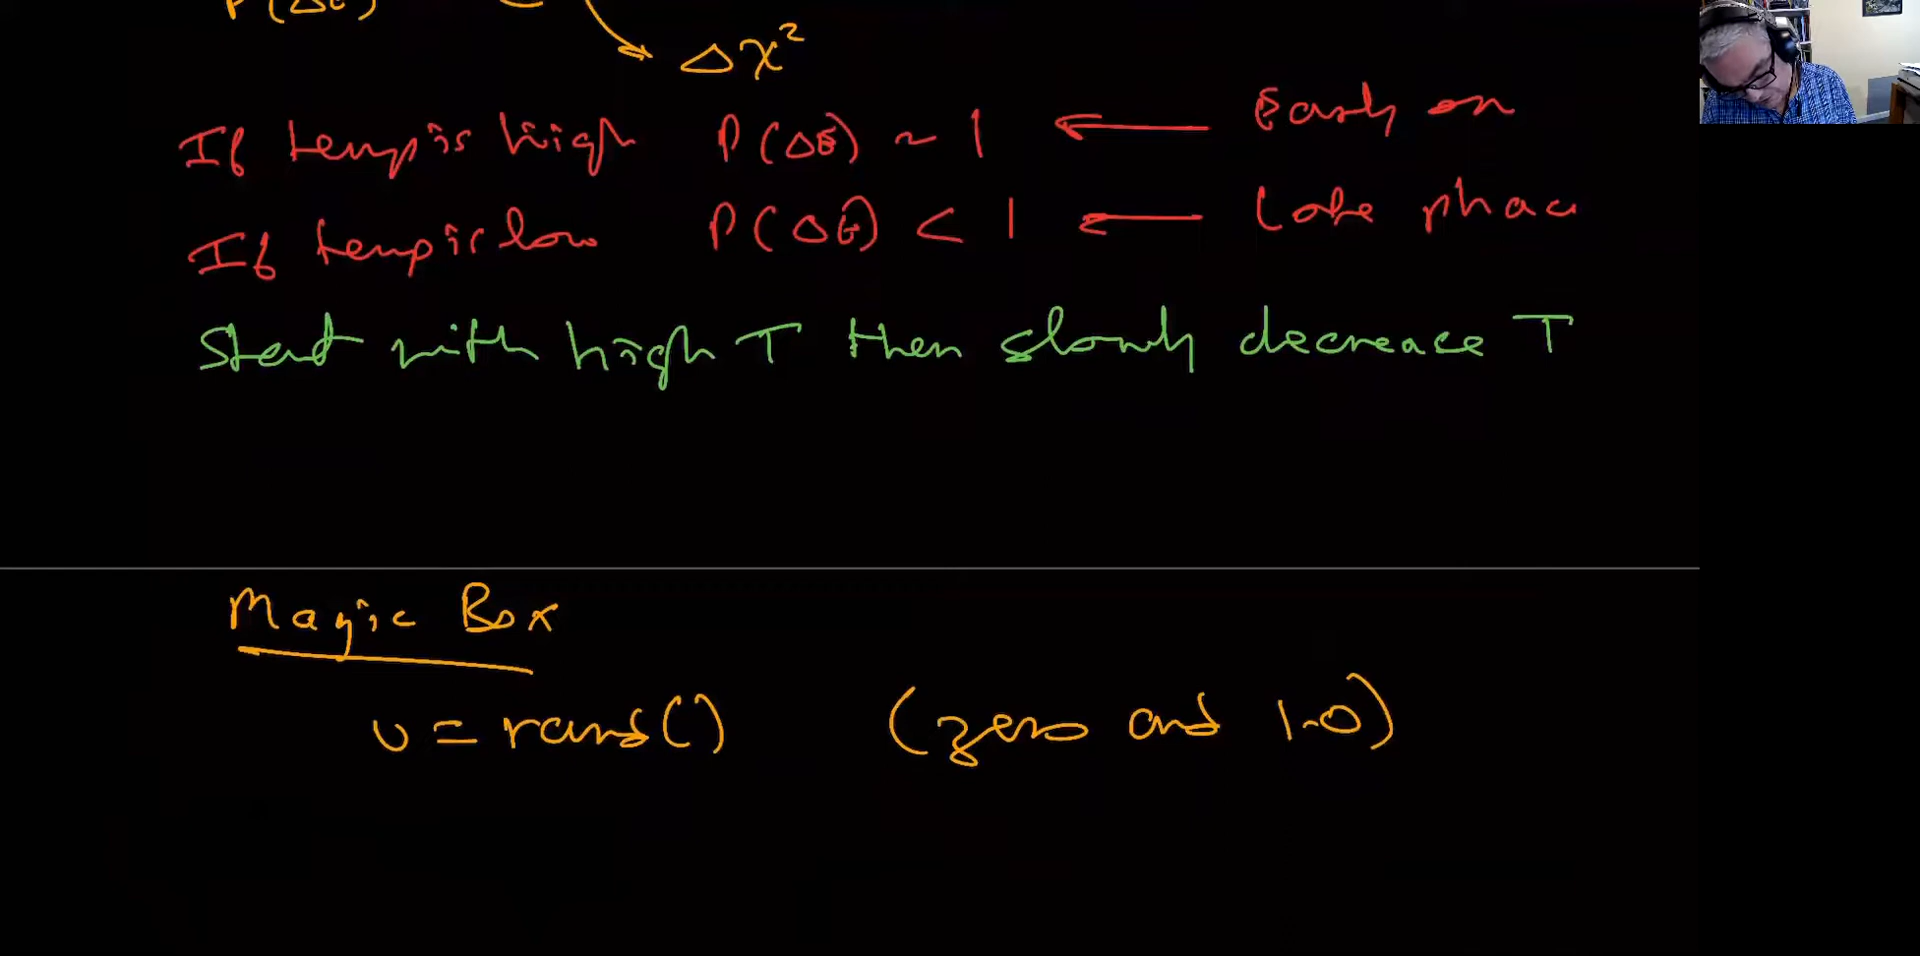 P(ΔE)
Δχ²
If temp is high P(ΔE) ~ 1 ← Early on
If temp is low P(ΔE) < 1 ← Late phase
Start with high T then slowly decrease T
Magic Box
U = rand() (zero and 1.0)